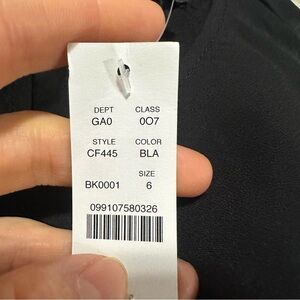 DEPT CLASS
GA0 0O7
STYLE COLOR
CF445 BLA
SIZE
BK0001 6
099107580326